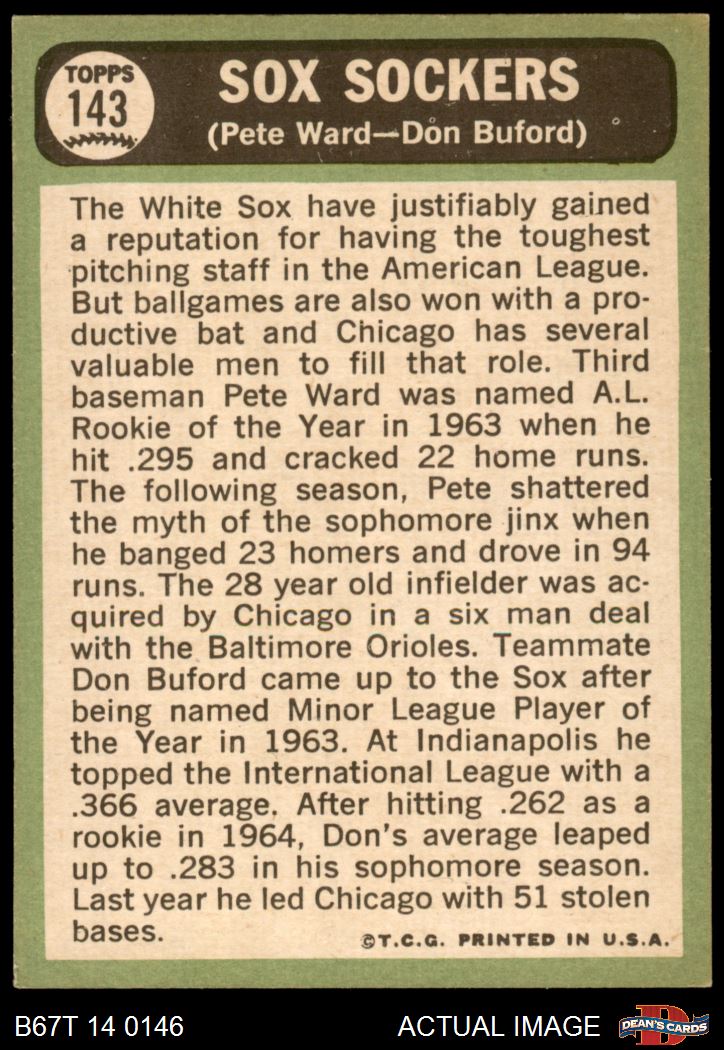 TOPPS
143
SOX SOCKERS
(Pete Ward—Don Buford)
The White Sox have justifiably gained
a reputation for having the toughest
pitching staff in the American League.
But ballgames are also won with a pro-
ductive bat and Chicago has several
valuable men to fill that role. Third
baseman Pete Ward was named A.L.
Rookie of the Year in 1963 when he
hit .295 and cracked 22 home runs.
The following season, Pete shattered
the myth of the sophomore jinx when
he banged 23 homers and drove in 94
runs. The 28 year old infielder was ac-
quired by Chicago in a six man deal
with the Baltimore Orioles. Teammate
Don Buford came up to the Sox after
being named Minor League Player of
the Year in 1963. At Indianapolis he
topped the International League with a
.366 average. After hitting .262 as a
rookie in 1964, Don's average leaped
up to .283 in his sophomore season.
Last year he led Chicago with 51 stolen
bases.
©T.C.G. PRINTED IN U.S.A.
B67T 14 0146
ACTUAL IMAGE
D
DEAN'S CARDS